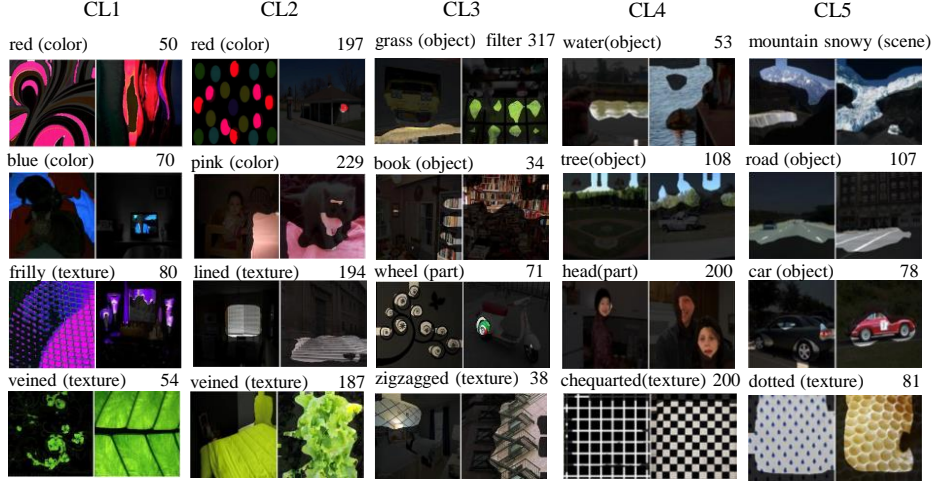 CL1 CL2 CL3 CL4 CL5
red (color) 50 red (color) 197 grass (object) filter 317 water(object) 53 mountain snowy (scene)
blue (color) 70 pink (color) 229 book (object) 34 tree(object) 108 road (object) 107
frilly (texture) 80 lined (texture) 194 wheel (part) 71 head(part) 200 car (object) 78
veined (texture) 54 veined (texture) 187 zigzagged (texture) 38 chequarted(texture) 200 dotted (texture) 81